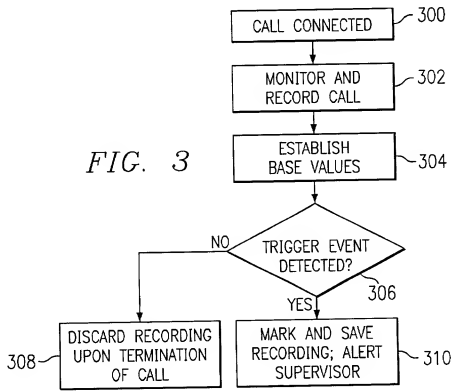 CALL CONNECTED
300
MONITOR AND
RECORD CALL
302
ESTABLISH
BASE VALUES
304
FIG. 3
NO
TRIGGER EVENT
DETECTED?
306
YES
DISCARD RECORDING
UPON TERMINATION
OF CALL
308
MARK AND SAVE
RECORDING; ALERT
SUPERVISOR
310